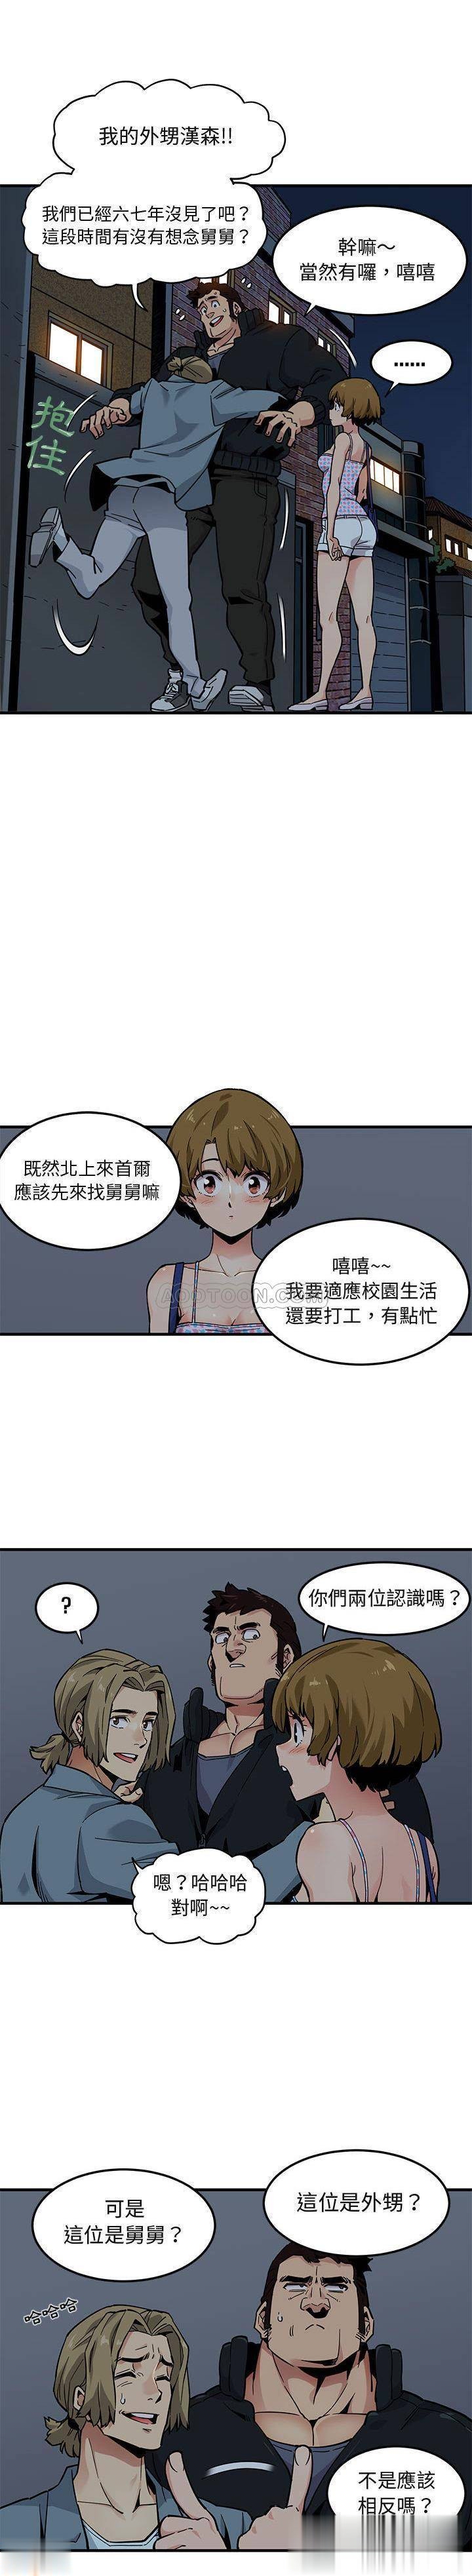 我的外甥漢森!!
我們已經六七年沒見了吧？
這段時間有沒有想念舅舅？
幹嘛～
當然有囉，嘻嘻
......
抱住
既然北上來首爾
應該先來找舅舅嘛
嘻嘻~~
我要適應校園生活
還要打工，有點忙
AOOTOON.COM
?
你們兩位認識嗎？
嗯？哈哈哈
對啊~~
這位是外甥？
可是
這位是舅舅？
哈哈哈
不是應該
相反嗎？